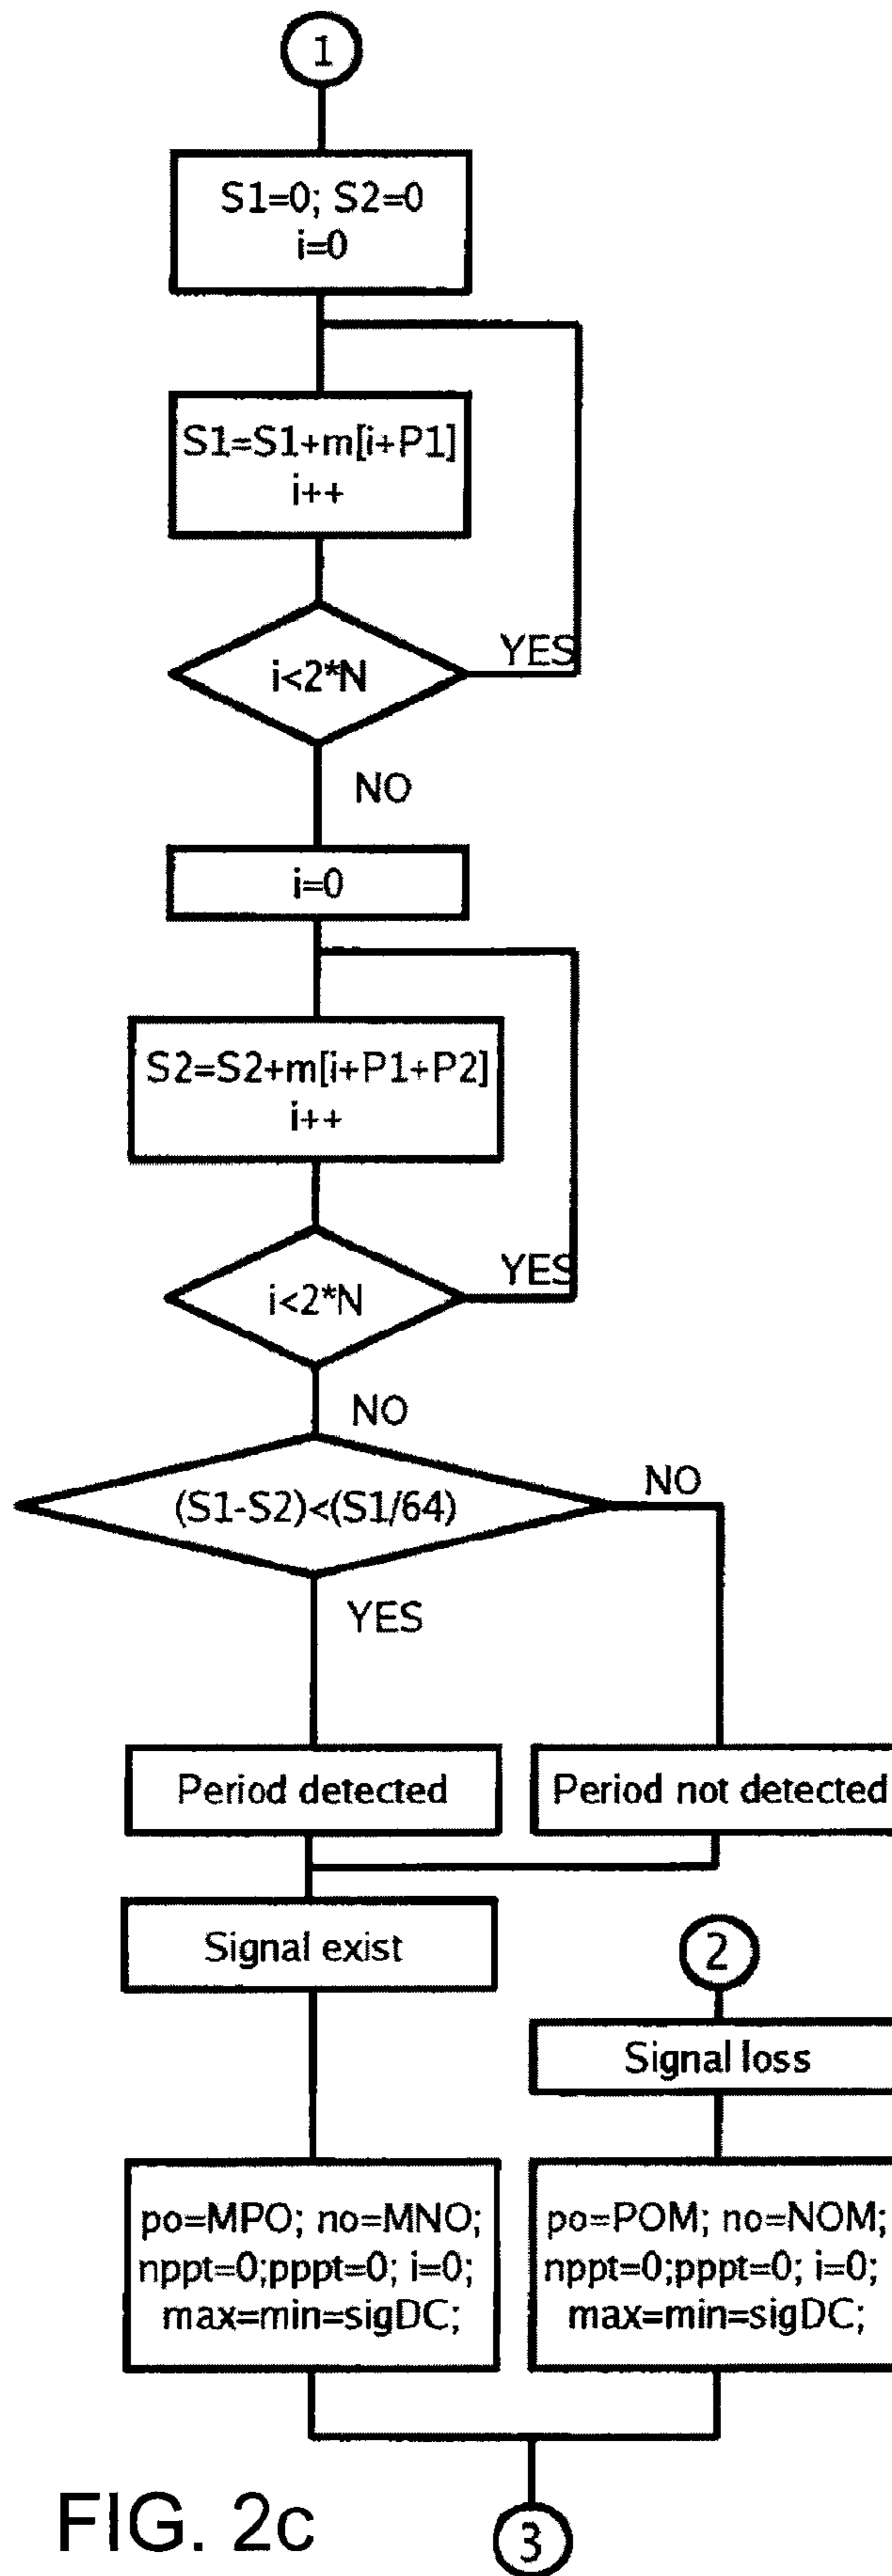 1
S1=0; S2=0
i=0
S1=S1+m[i+P1]
i++
i<2*N
YES
NO
i=0
S2=S2+m[i+P1+P2]
i++
i<2*N
YES
NO
(S1-S2)<(S1/64)
NO
YES
Period detected
Period not detected
Signal exist
2
Signal loss
po=MPO; no=MNO;
nppt=0;pppt=0; i=0;
max=min=sigDC;
po=POM; no=NOM;
nppt=0;pppt=0; i=0;
max=min=sigDC;
FIG. 2c
3